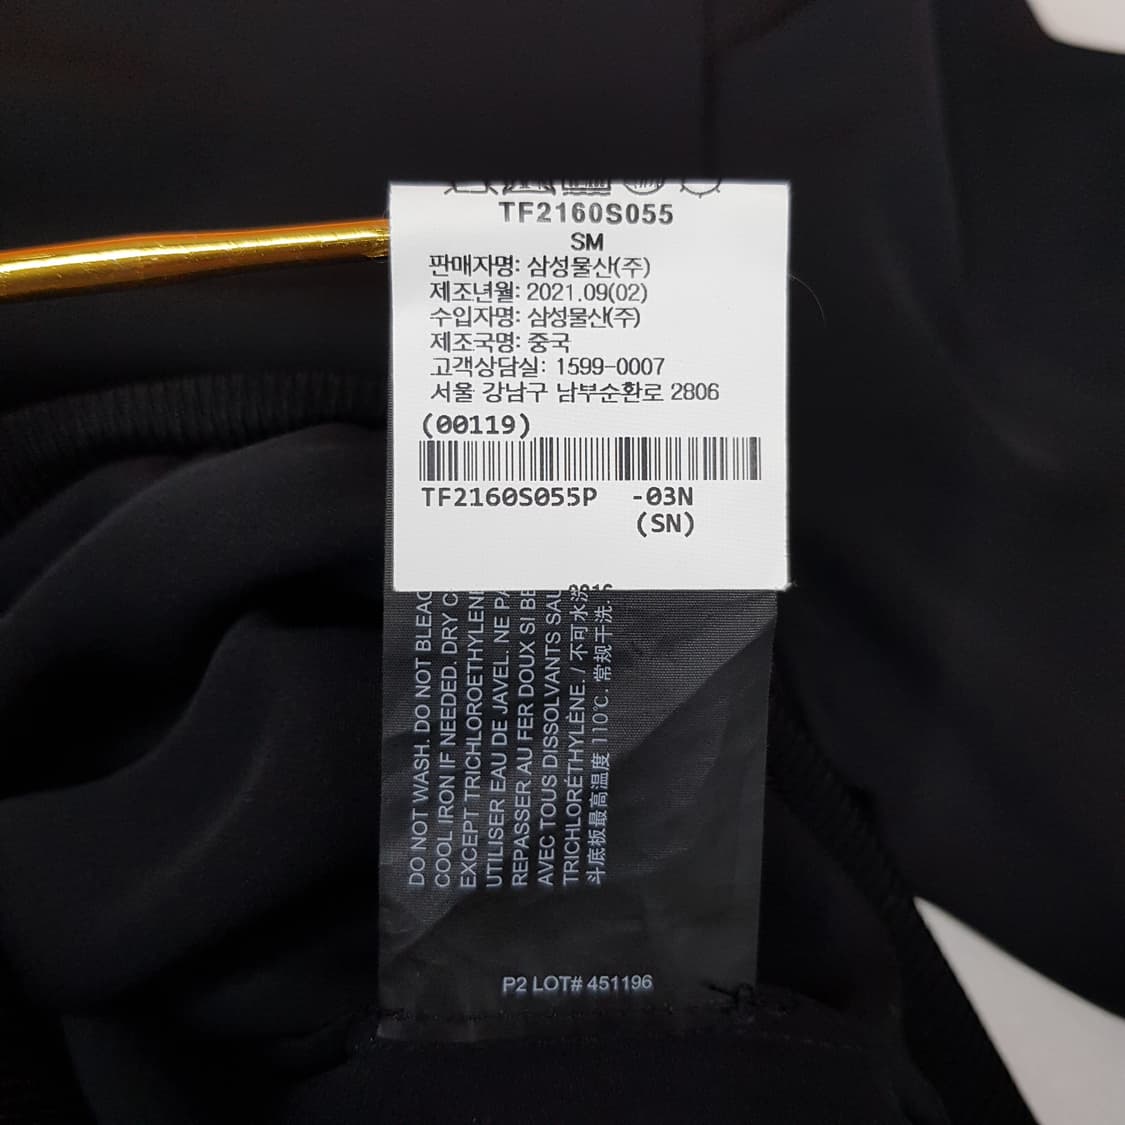 TF2160S055
SM
판매자명: 삼성물산(주)
제조년월: 2021.09(02)
수입자명: 삼성물산(주)
제조국명: 중국
고객상담실: 1599-0007
서울 강남구 남부순환로 2806
(00119)
TF2160S055P -03N
(SN)
DO NOT WASH. DO NOT
COOL IRON IF NEEDED. DRY
EXCEPT
UTILISER EAU DE JAVEL. NE
REPASSER AU FER DOUX SI
AVEC TOUS DISSOLVANTS
TRICHLORÉTHYLÈNE. / 不可水洗
斗底板最高温度 110℃. 常规干洗.
P2 LOT# 451196